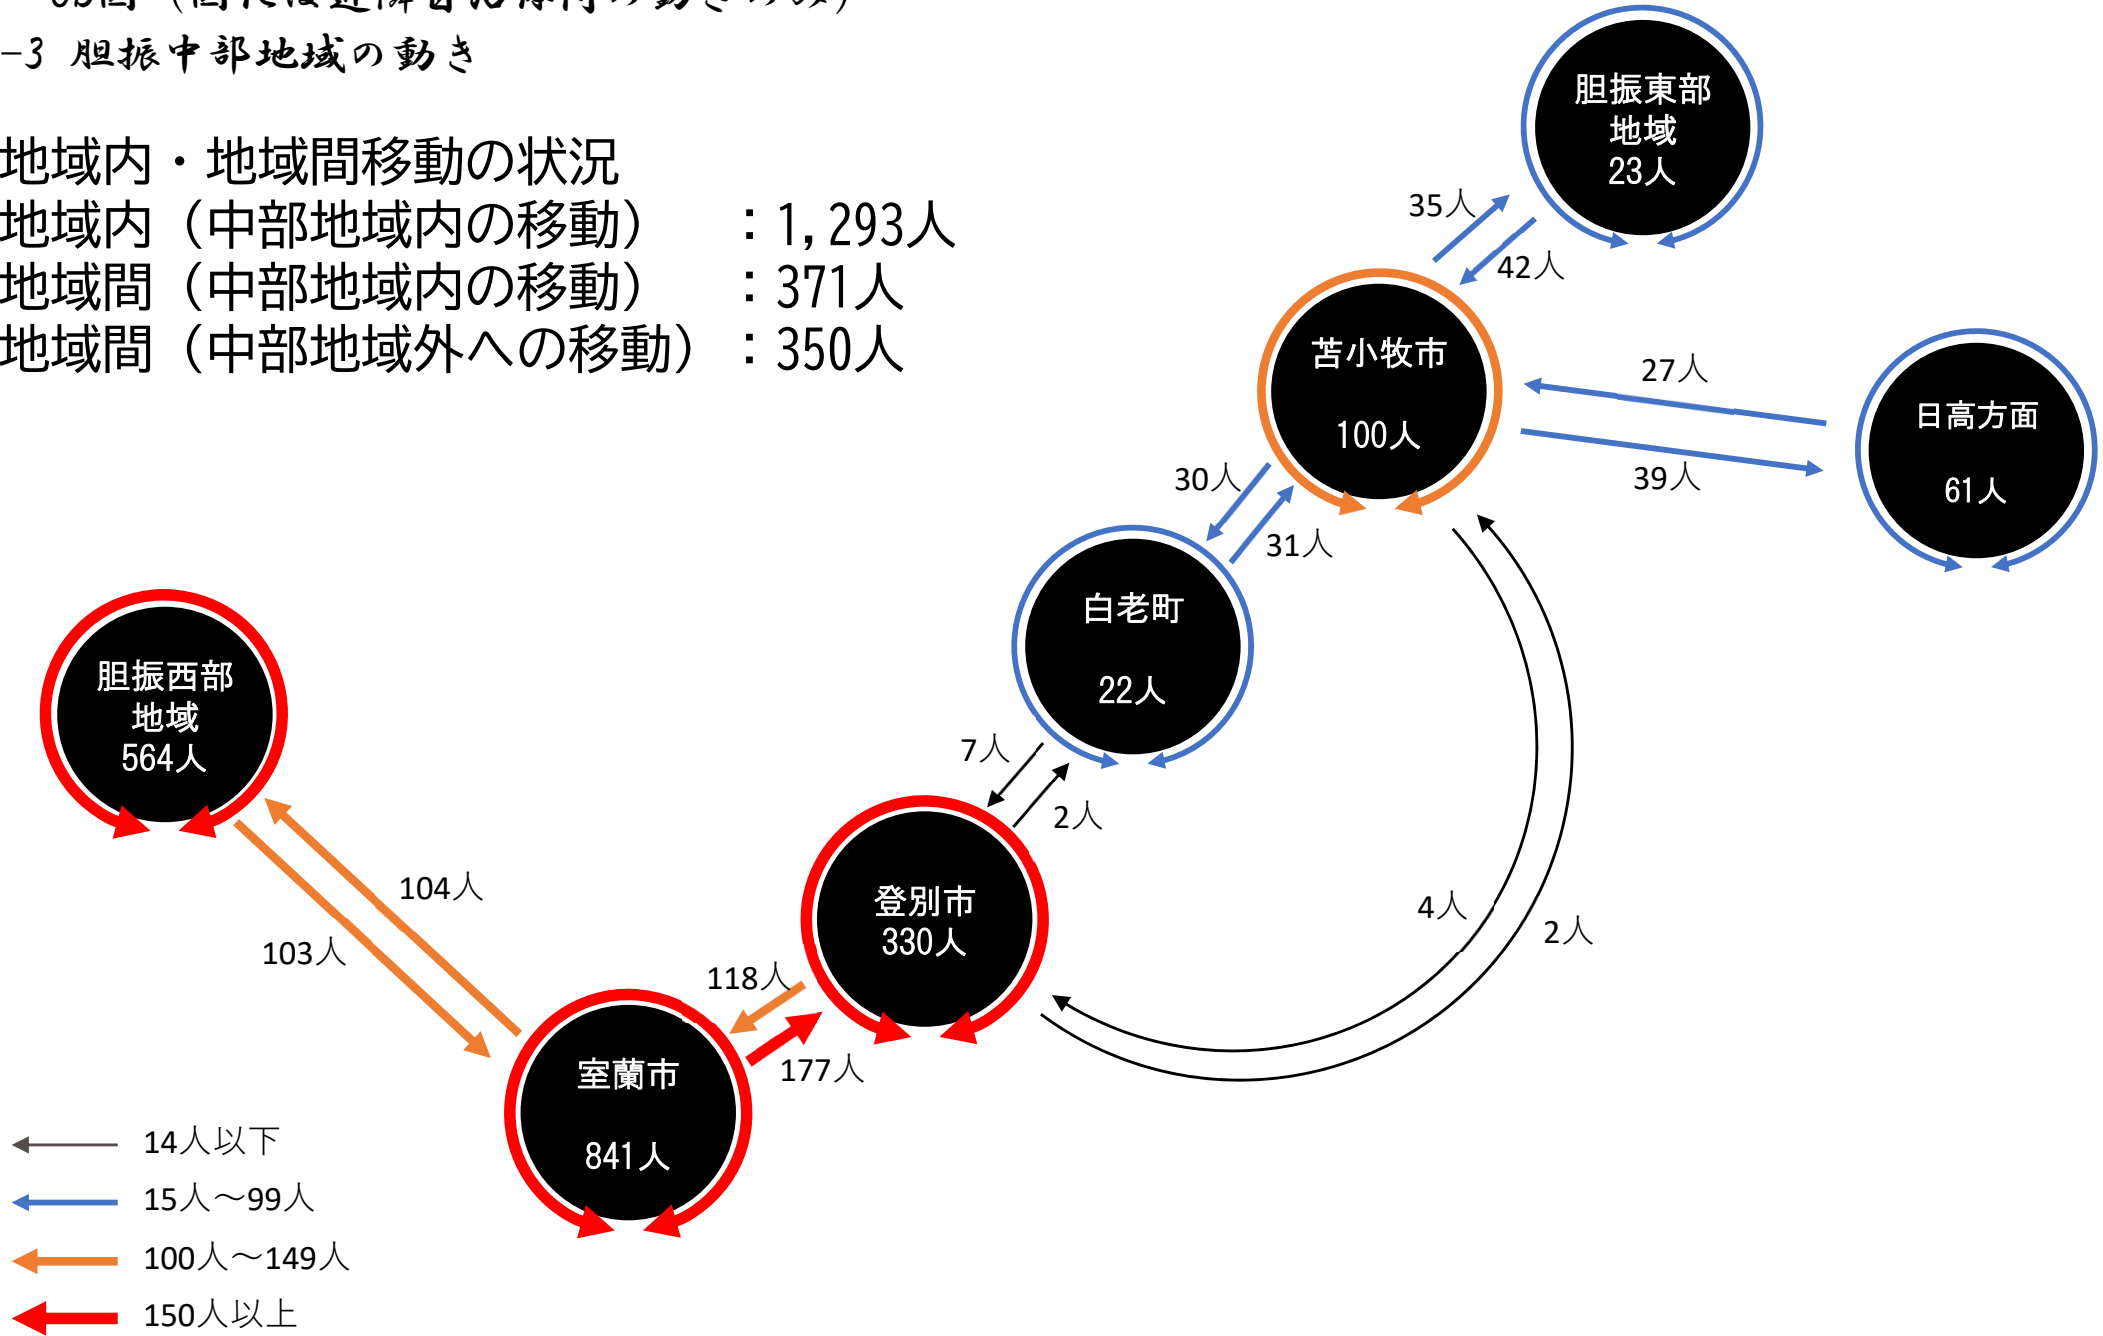 -3 胆振中部地域の動き
地域内・地域間移動の状況
地域内（中部地域内の移動）　：1,293人
地域間（中部地域内の移動）　：371人
地域間（中部地域外への移動）：350人
胆振東部
地域
23人
35人
42人
苫小牧市
100人
27人
39人
日高方面
61人
30人
31人
白老町
22人
胆振西部
地域
564人
7人
2人
104人
103人
登別市
330人
4人
2人
118人
177人
室蘭市
841人
14人以下
15人～99人
100人～149人
150人以上